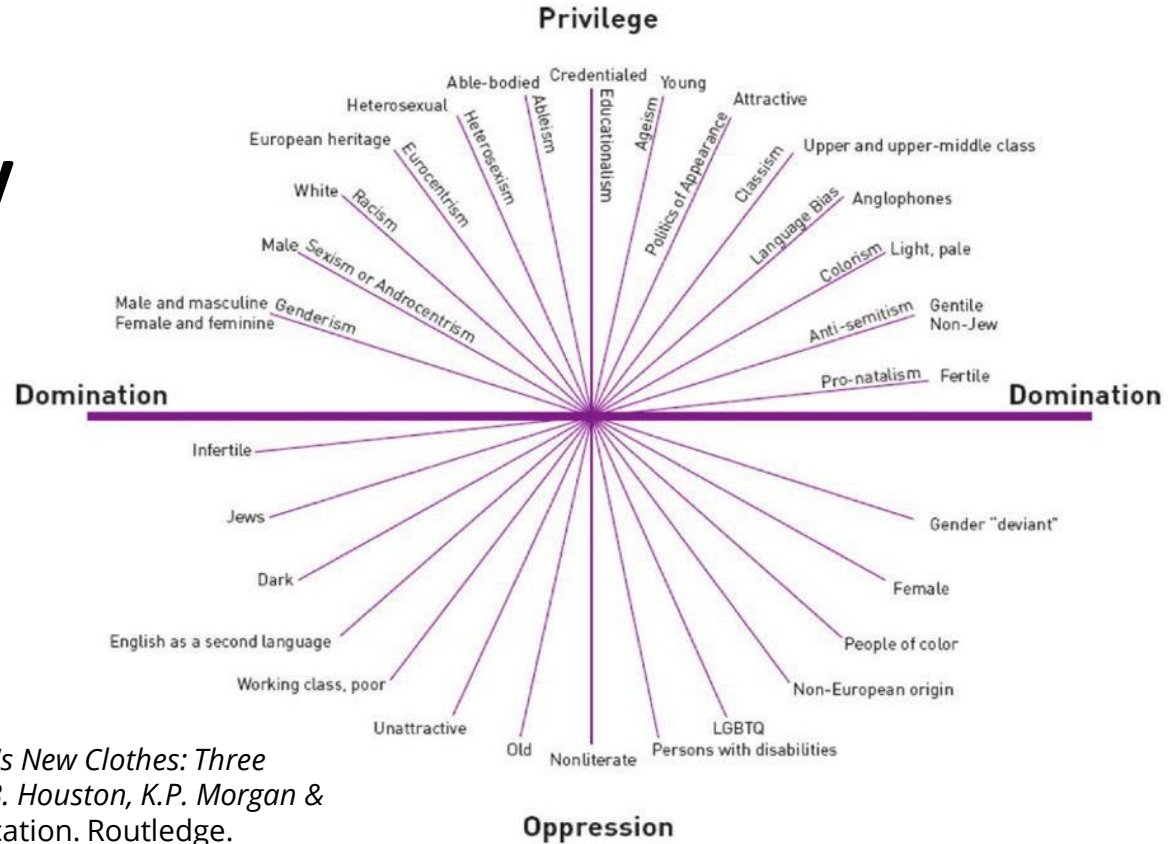 Privilege
Able-bodied
Credentialed
Young
Heterosexual
Attractive
European heritage
Upper and upper-middle class
White
Anglophones
Male
Light, pale
Male and masculine
Female and feminine
Gentile
Non-Jew
Fertile
Genderism
Sexism or Androcentrism
Racism
Eurocentrism
Heterosexism
Ableism
Educationalism
Ageism
Politics of Appearance
Classism
Language Bias
Colorism
Anti-semitism
Pro-natalism
Domination
Domination
Infertile
Jews
Gender "deviant"
Dark
Female
English as a second language
People of color
Working class, poor
Non-European origin
Unattractive
LGBTQ
Old
Nonliterate
Persons with disabilities
's New Clothes: Three
. Houston, K.P. Morgan &
cation. Routledge.
Oppression